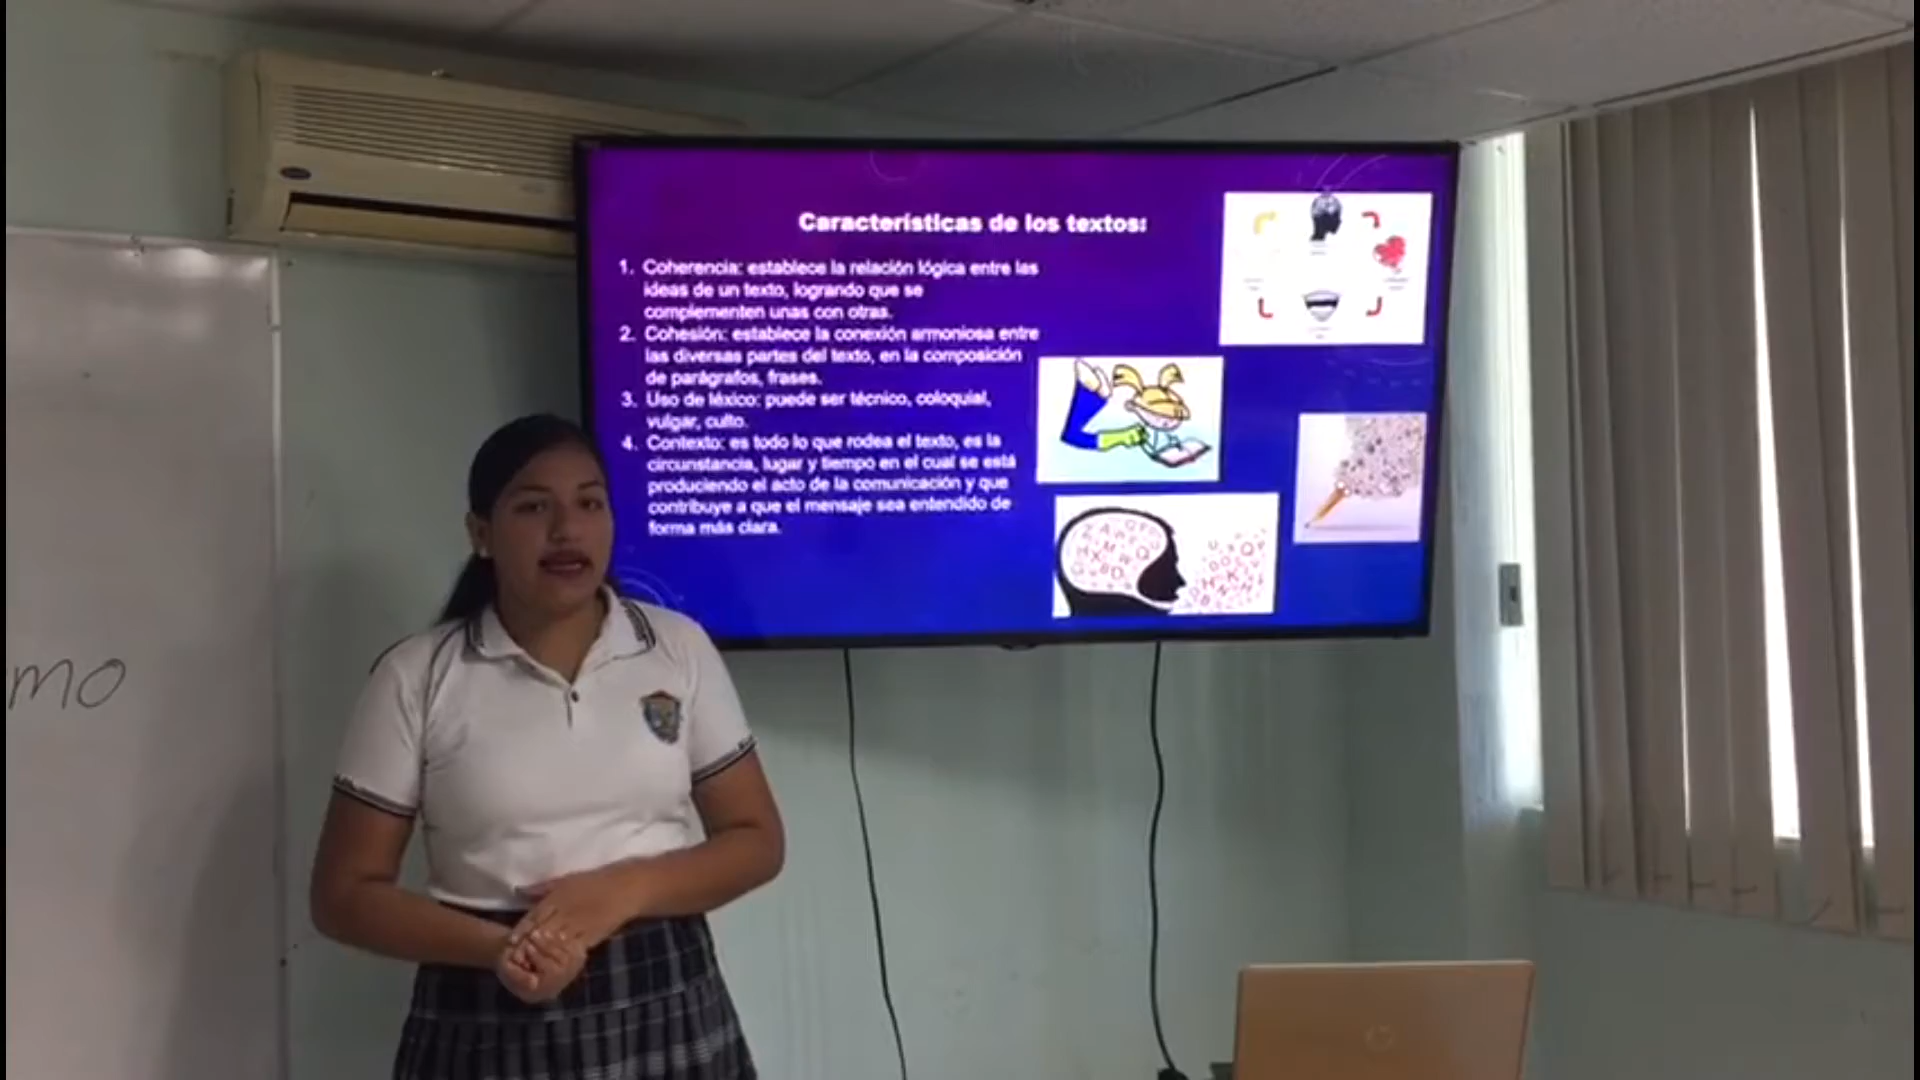 Características de los textos:
1. Coherencia: establece la relación lógica entre las
ideas de un texto, logrando que se
complementen unas con otras.
2. Cohesión: establece la conexión armoniosa entre
las diversas partes del texto, en la composición
de parágrafos, frases.
3. Uso de léxico: puede ser técnico, coloquial,
vulgar, culto.
4. Contexto: es todo lo que rodea el texto, es la
circunstancia, lugar y tiempo en el cual se está
produciendo el acto de la comunicación y que
contribuye a que el mensaje sea entendido de
forma más clara.
mo